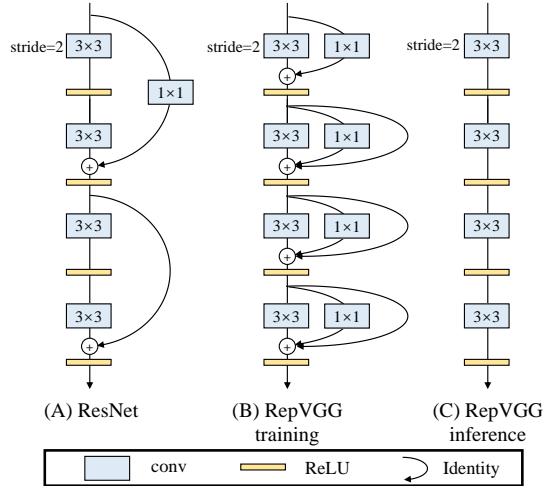 stride=2
3×3
1×1
3×3
+
3×3
3×3
+
(A) ResNet
stride=2
3×3
1×1
+
3×3
1×1
+
3×3
1×1
+
3×3
1×1
+
(B) RepVGG
training
stride=2
3×3
3×3
3×3
3×3
(C) RepVGG
inference
conv
ReLU
Identity